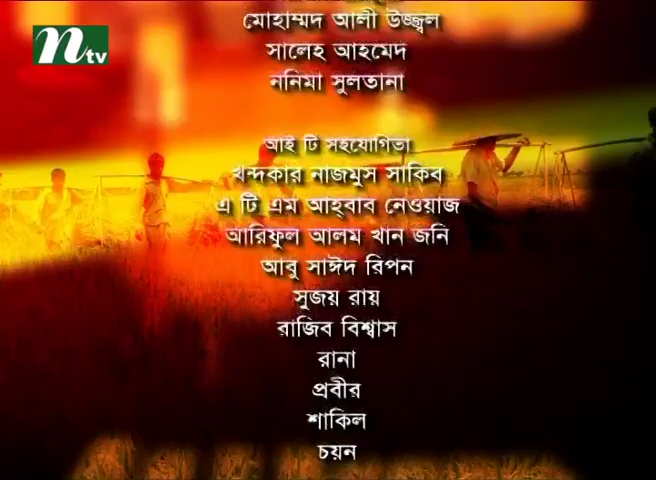 ntv
মোহাম্মদ আলী উজ্জ্বল
সালেহ আহমেদ
ননিমা সুলতানা
আই টি সহযোগিতা
খন্দকার নাজমুস সাকিব
এ টি এম আহ্‌বাব নেওয়াজ
আরিফুল আলম খান জনি
আবু সাঈদ রিপন
সুজয় রায়
রাজিব বিশ্বাস
রানা
প্রবীর
শাকিল
চয়ন